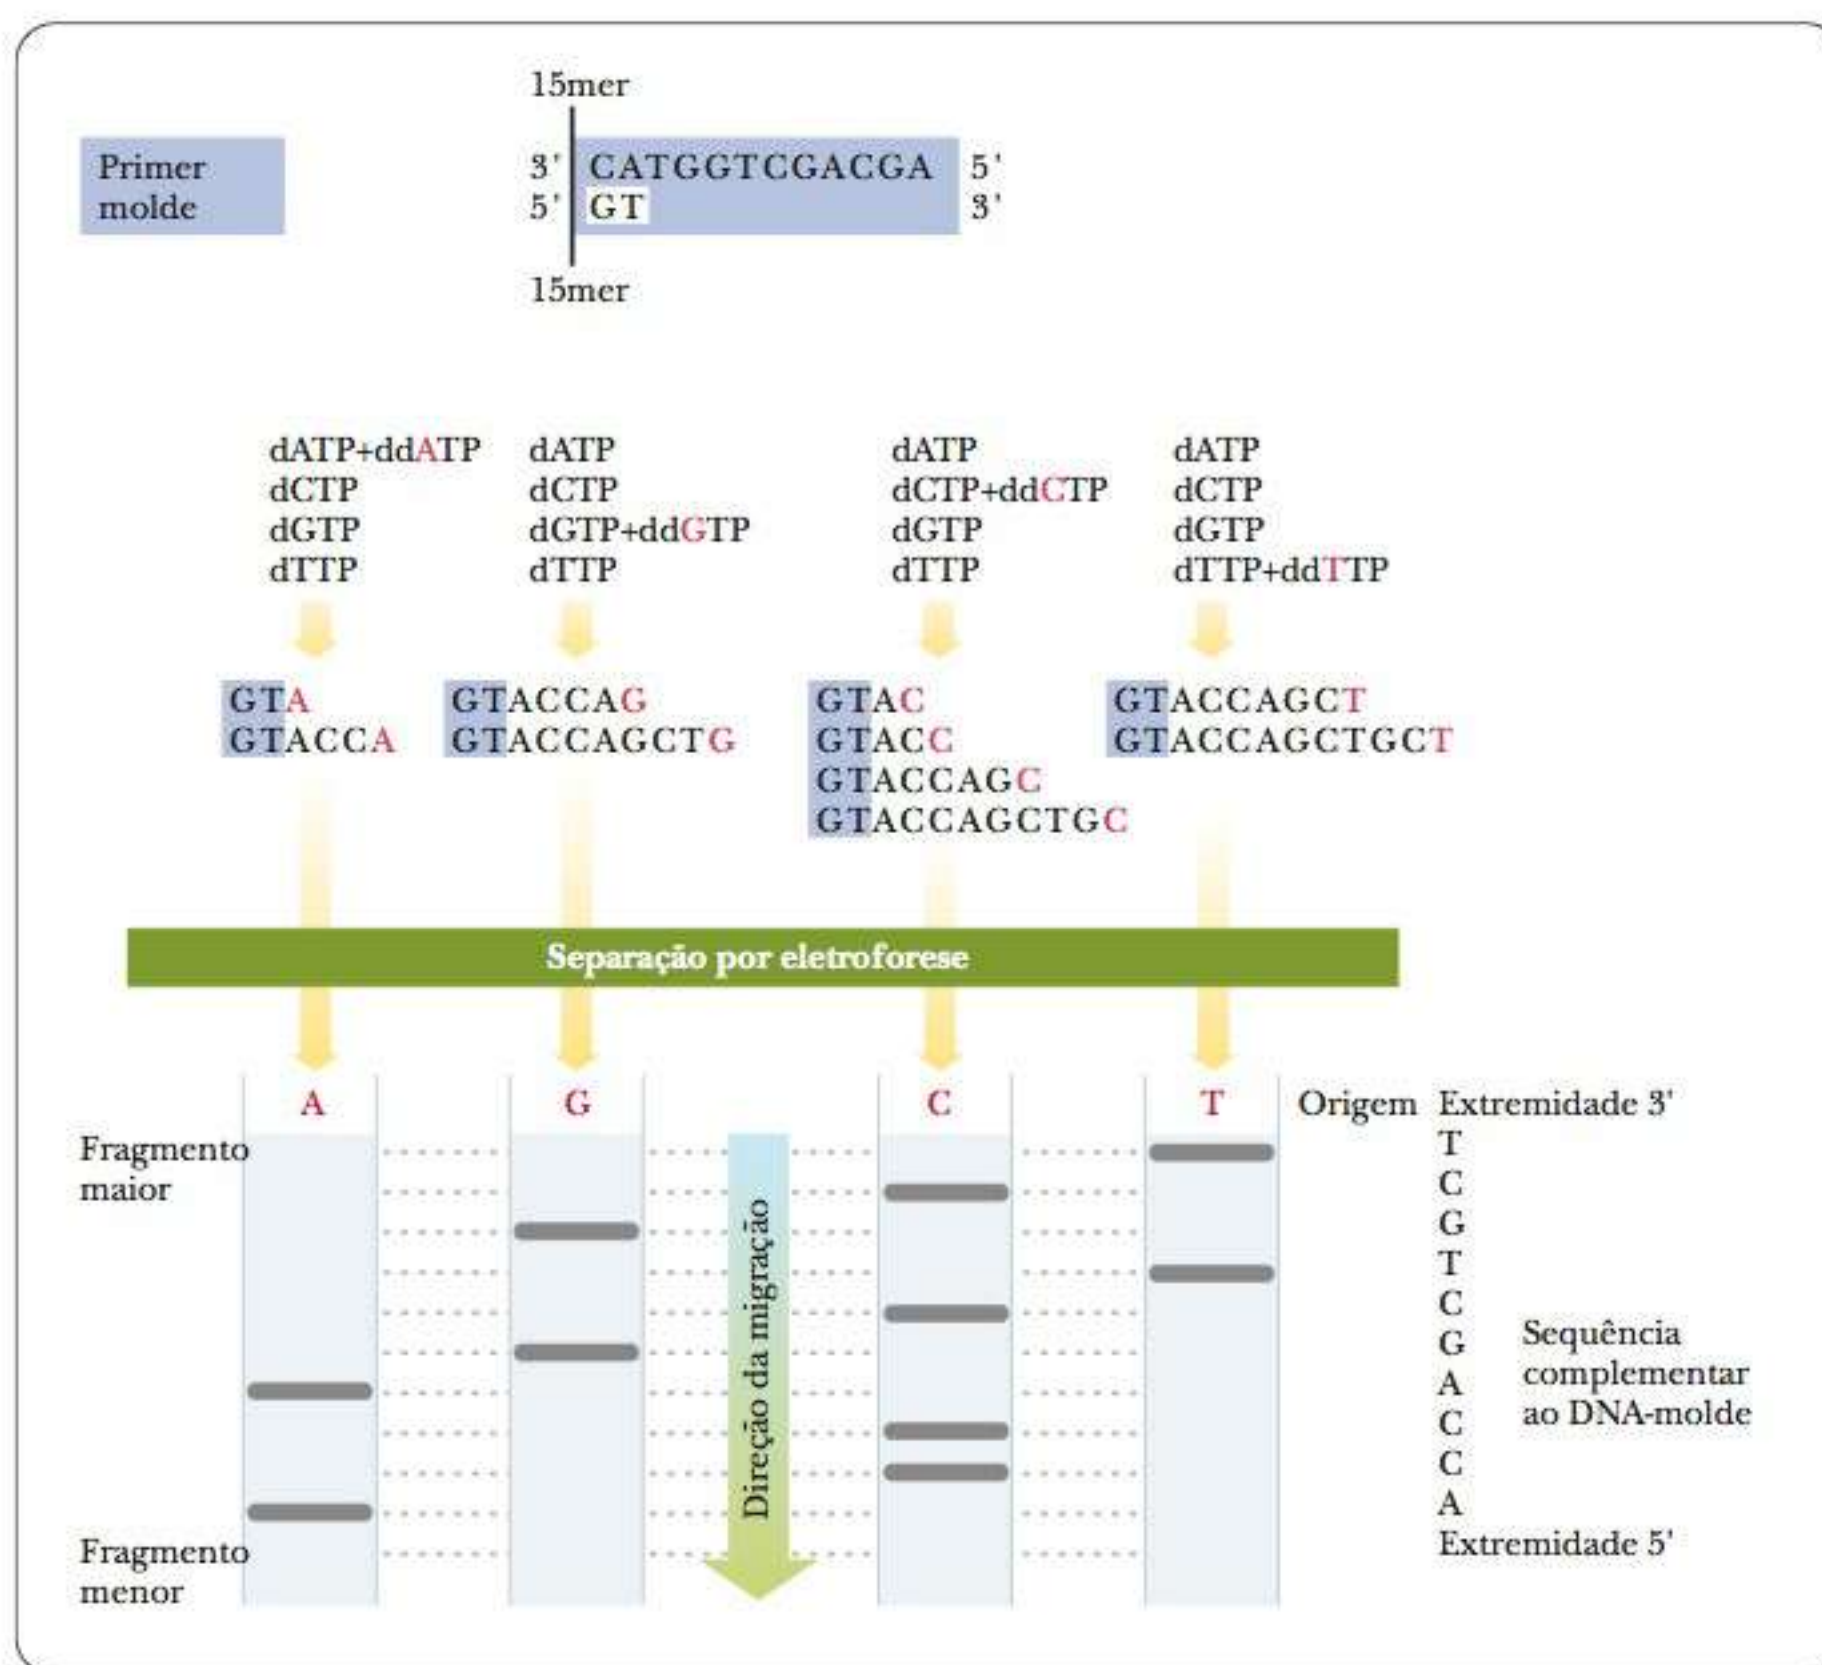 15mer
Primer
molde
3' CATGGTCGACGA 5'
5' GT 3'
15mer
dATP+ddATP
dCTP
dGTP
dTTP
dATP
dCTP
dGTP+ddGTP
dTTP
dATP
dCTP+ddCTP
dGTP
dTTP
dATP
dCTP
dGTP
dTTP+ddTTP
GTA
GTACCA
GTACCAG
GTACCAGCTG
GTAC
GTACC
GTACCAGC
GTACCAGCTGC
GTACCAGCT
GTACCAGCTGCT
Separação por eletroforese
A
G
C
T
Origem
Extremidade 3'
Fragmento
maior
Direção da migração
T
C
G
T
C
G
A
C
C
A
Extremidade 5'
Sequência
complementar
ao DNA-molde
Fragmento
menor